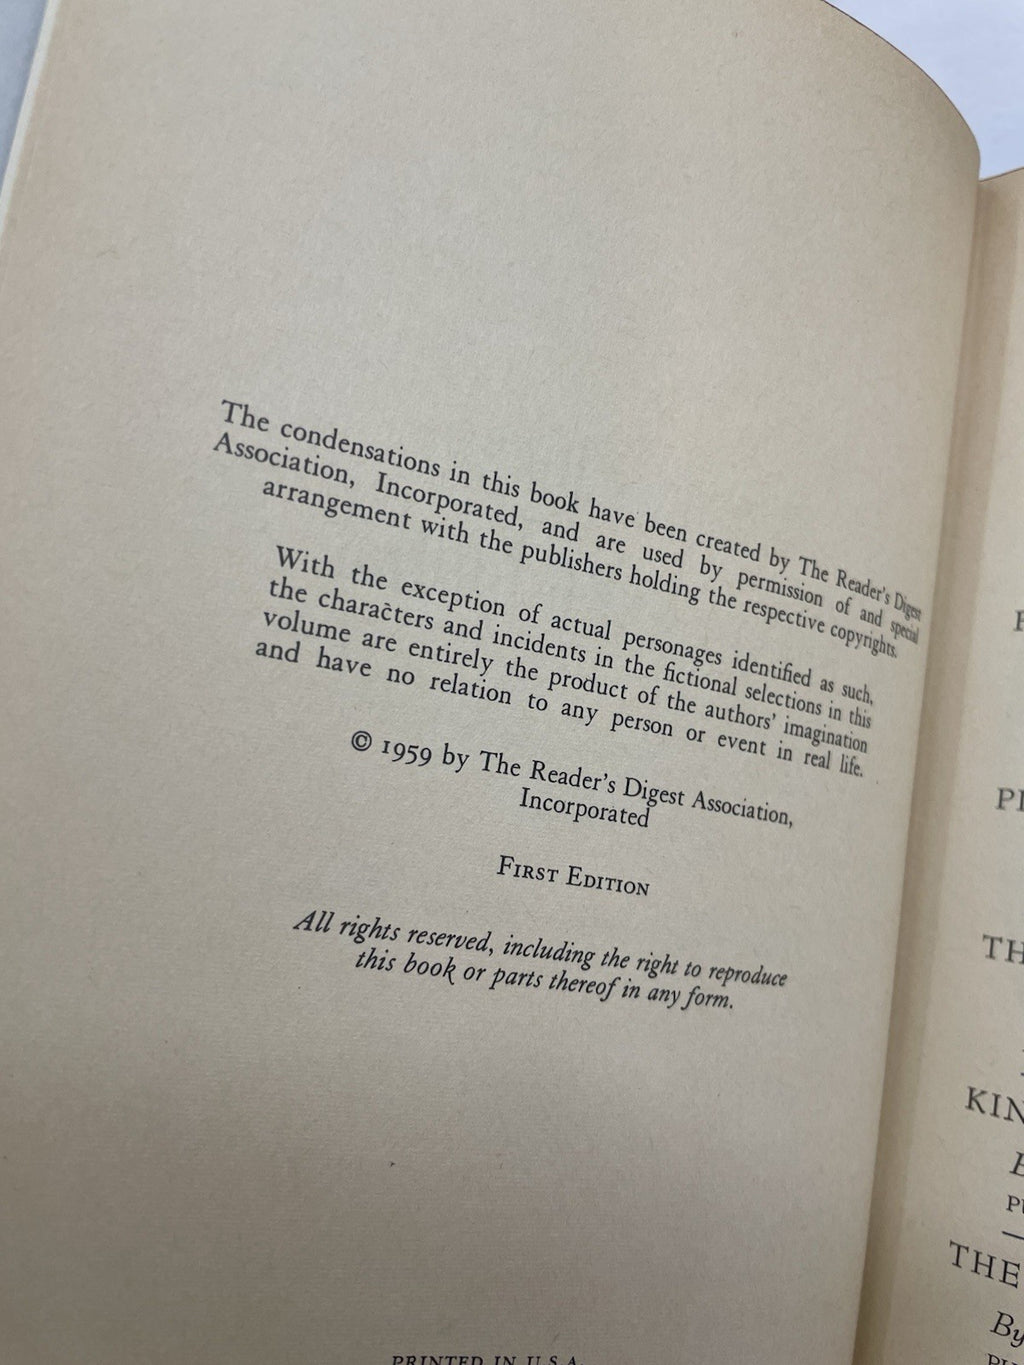 The condensations in this book have been created by The Reader's Digest
Association, Incorporated, and are used by permission of and special
arrangement with the publishers holding the respective copyrights.
With the exception of actual personages identified as such,
the characters and incidents in the fictional selections in this
volume are entirely the product of the authors' imagination
and have no relation to any person or event in real life.
© 1959 by The Reader's Digest Association,
Incorporated
First Edition
All rights reserved, including the right to reproduce
this book or parts thereof in any form.
PRINTED IN U.S.A.
THE
By